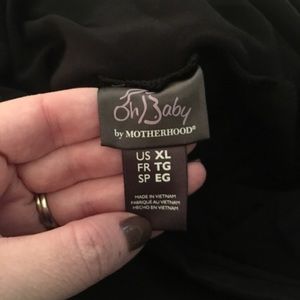 Oh Baby
by MOTHERHOOD®
US XL
FR TG
SP EG
MADE IN VIETNAM
FABRIQUÉ AU VIETNAM
HECHO EN VIETNAM